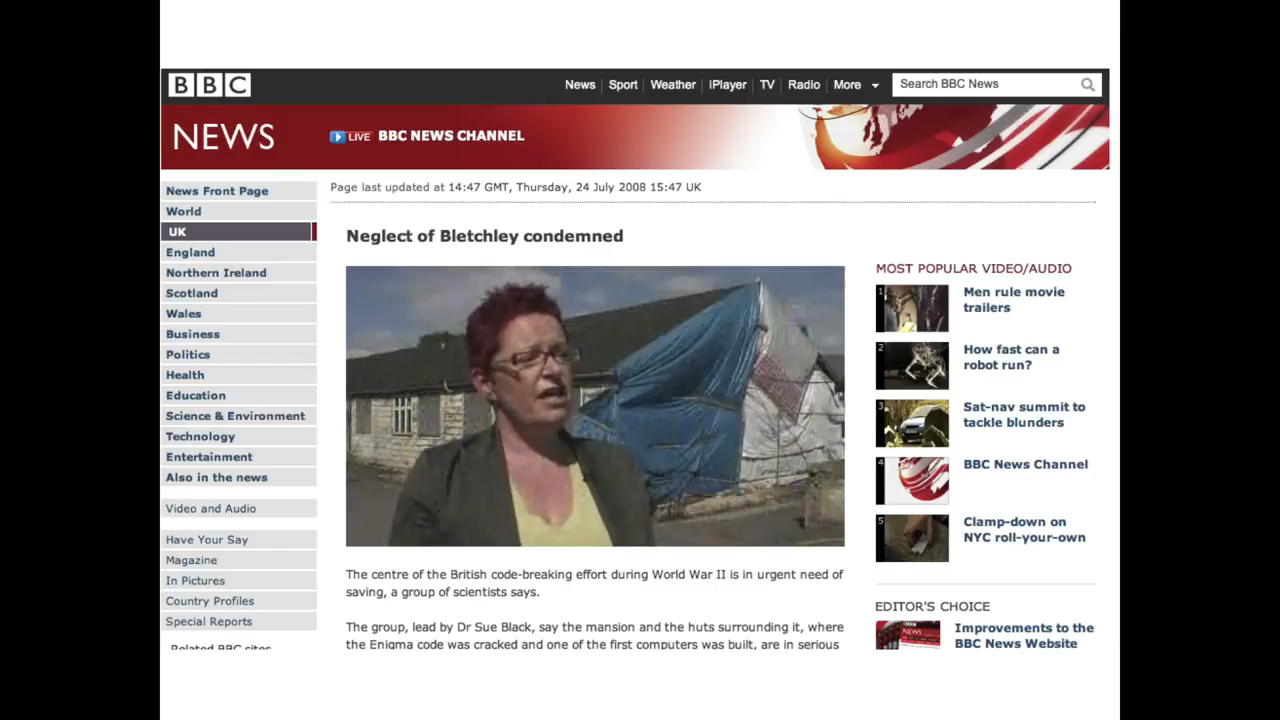 BBC
News Sport Weather iPlayer TV Radio More Search BBC News
NEWS
LIVE BBC NEWS CHANNEL
Page last updated at 14:47 GMT, Thursday, 24 July 2008 15:47 UK
News Front Page
World
UK
England
Northern Ireland
Scotland
Wales
Business
Politics
Health
Education
Science & Environment
Technology
Entertainment
Also in the news
Video and Audio
Have Your Say
Magazine
In Pictures
Country Profiles
Special Reports
Related BBC sites
Neglect of Bletchley condemned
The centre of the British code-breaking effort during World War II is in urgent need of
saving, a group of scientists says.
The group, lead by Dr Sue Black, say the mansion and the huts surrounding it, where
the Enigma code was cracked and one of the first computers was built, are in serious
MOST POPULAR VIDEO/AUDIO
1
Men rule movie
trailers
2
How fast can a
robot run?
3
Sat-nav summit to
tackle blunders
4
BBC News Channel
5
Clamp-down on
NYC roll-your-own
EDITOR'S CHOICE
NEWS
Improvements to the
BBC News Website